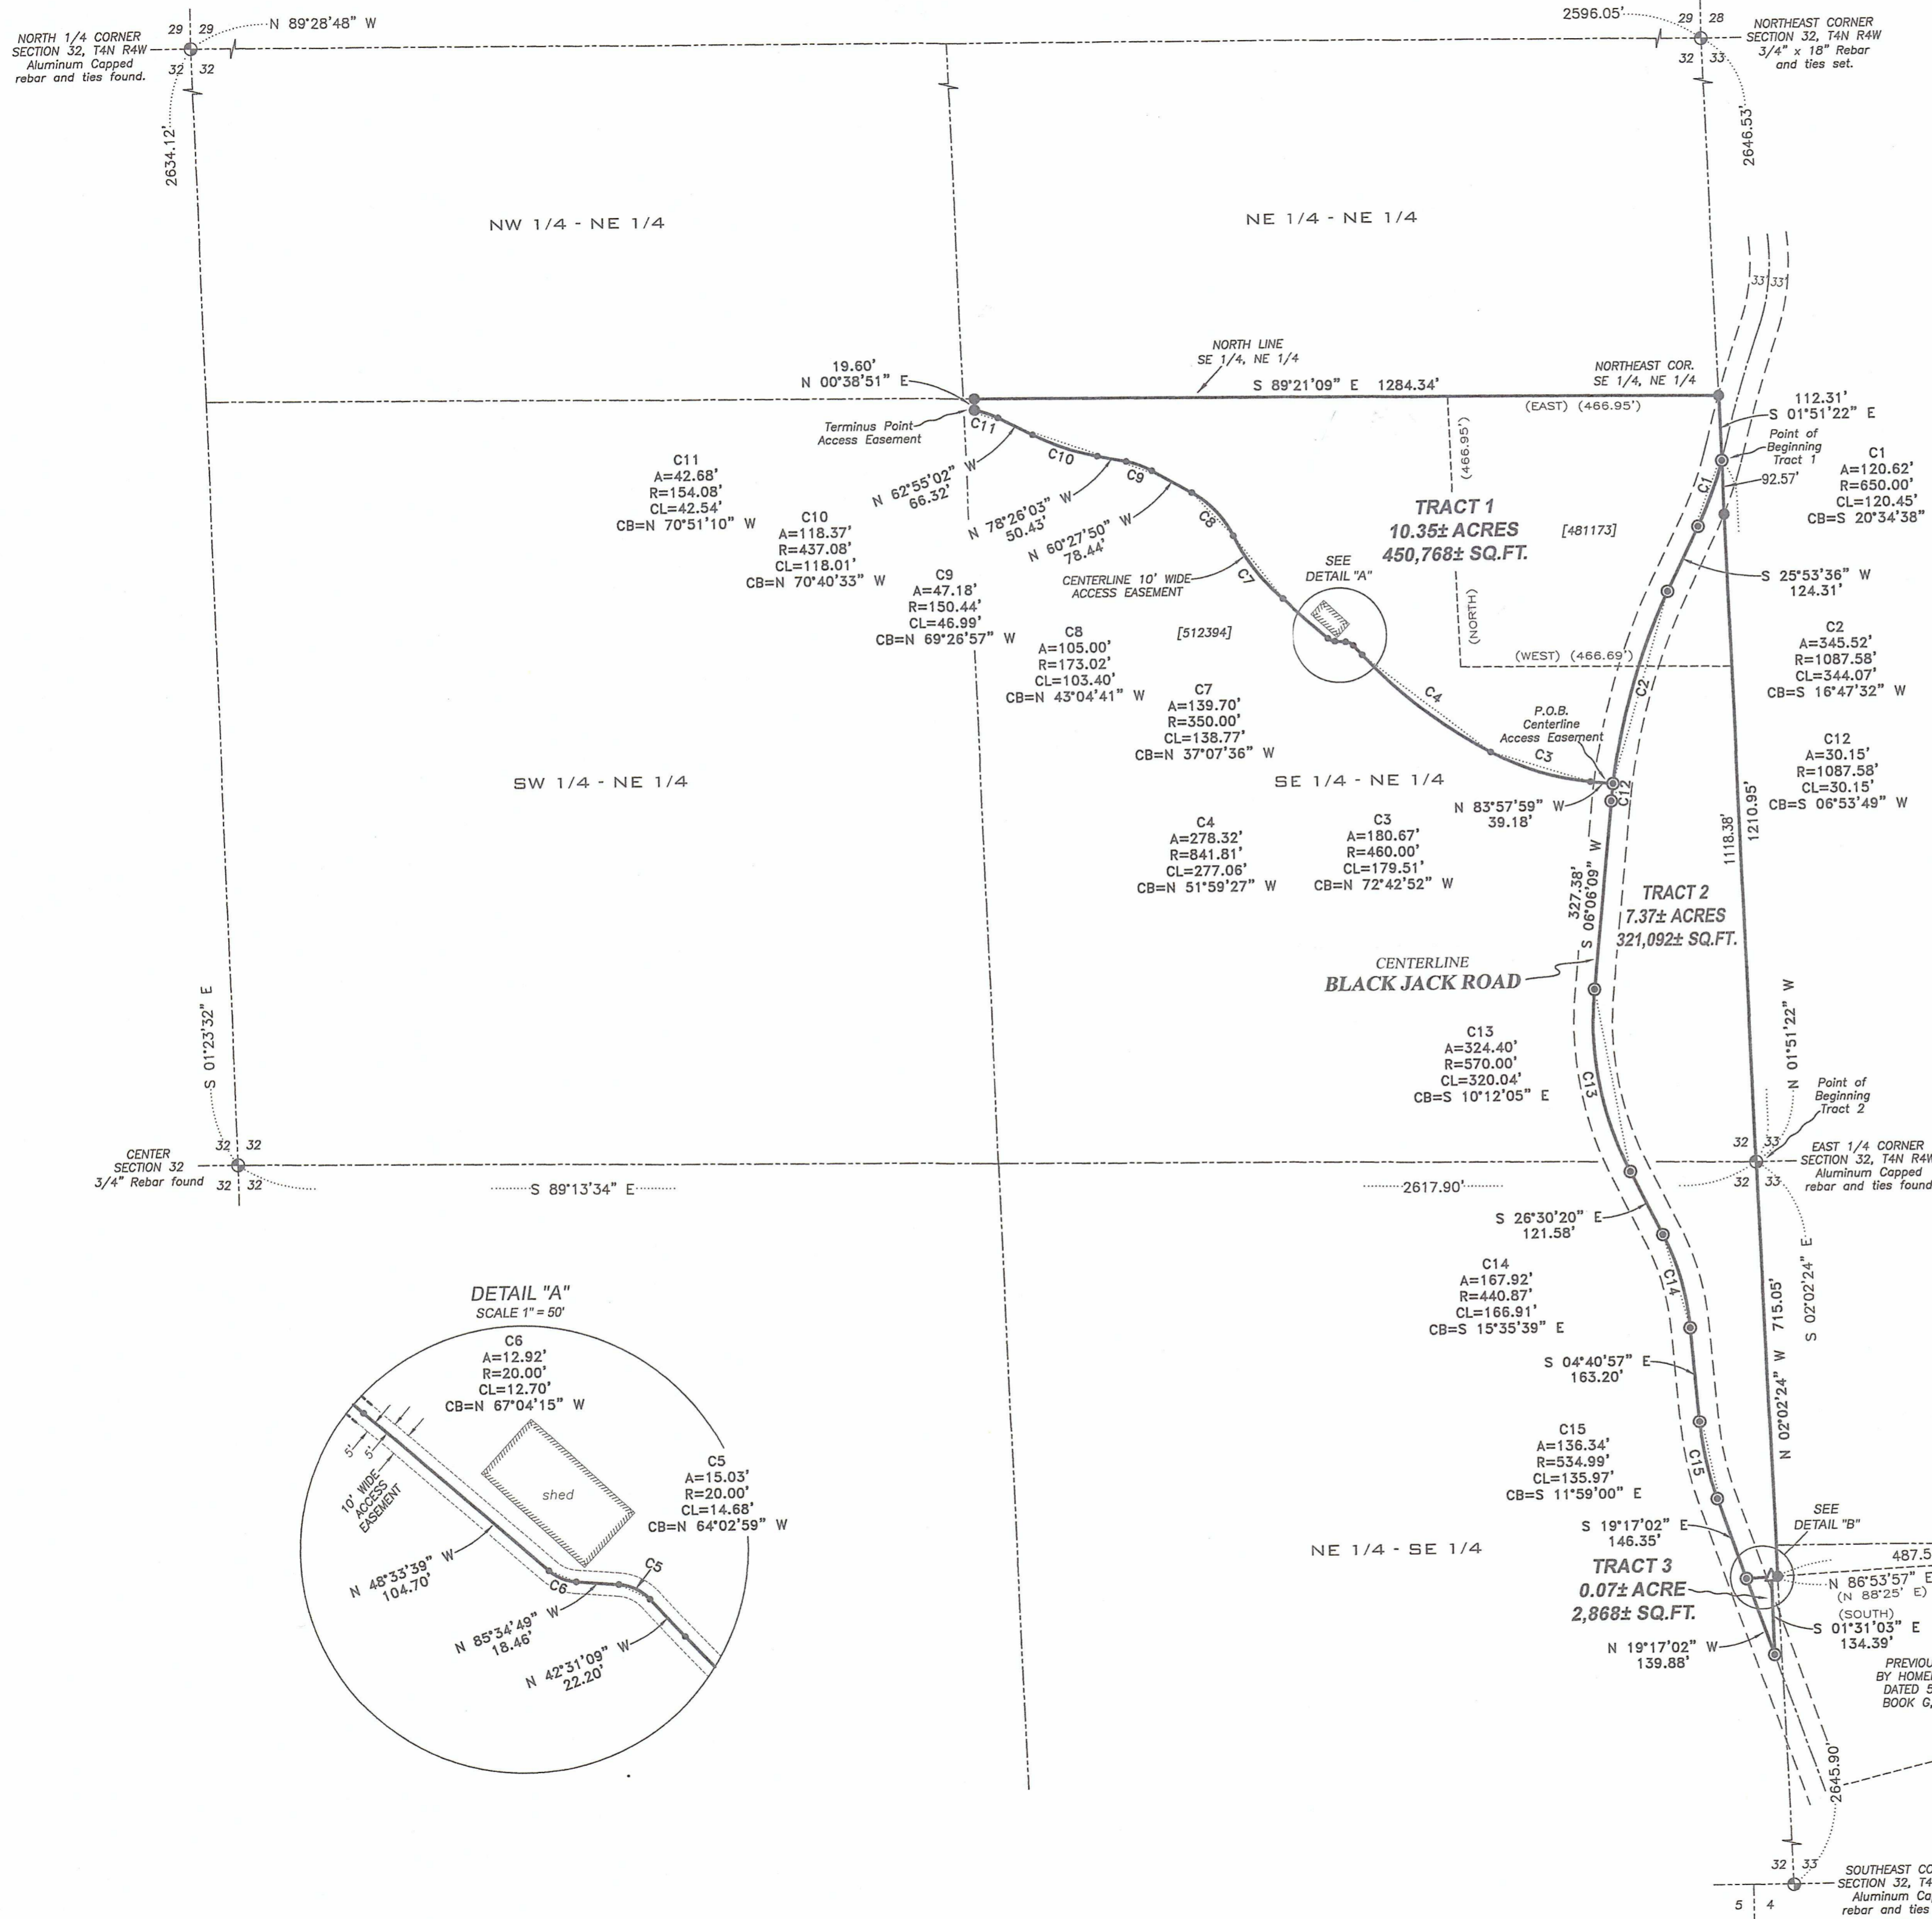 29 29
N 89°28'48" W
2596.05'
29 28
NORTH 1/4 CORNER
SECTION 32, T4N R4W
Aluminum Capped
rebar and ties found.
32 32
NORTHEAST CORNER
SECTION 32, T4N R4W
3/4" x 18" Rebar
and ties set.
32 33
2634.12'
2646.53'
NW 1/4 - NE 1/4
NE 1/4 - NE 1/4
33' 33'
19.60'
N 00°38'51" E
NORTH LINE
SE 1/4, NE 1/4
S 89°21'09" E 1284.34'
NORTHEAST COR.
SE 1/4, NE 1/4
(EAST) (466.95')
112.31'
S 01°51'22" E
Terminus Point
Access Easement
Point of
Beginning
Tract 1
92.57'
C1
A=120.62'
R=650.00'
CL=120.45'
CB=S 20°34'38"
C1
C11
C10
C9
C8
C7
(466.95')
C11
A=42.68'
R=154.08'
CL=42.54'
CB=N 70°51'10" W
N 62°55'02" W
66.32'
N 78°26'03" W
50.43'
N 60°27'50" W
78.44'
C10
A=118.37'
R=437.08'
CL=118.01'
CB=N 70°40'33" W
TRACT 1
10.35± ACRES
450,768± SQ.FT.
[481173]
SEE
DETAIL "A"
CENTERLINE 10' WIDE
ACCESS EASEMENT
C9
A=47.18'
R=150.44'
CL=46.99'
CB=N 69°26'57" W
S 25°53'36" W
124.31'
(NORTH)
[512394]
C8
A=105.00'
R=173.02'
CL=103.40'
CB=N 43°04'41" W
(WEST) (466.69')
C2
A=345.52'
R=1087.58'
CL=344.07'
CB=S 16°47'32" W
C2
C7
A=139.70'
R=350.00'
CL=138.77'
CB=N 37°07'36" W
C4
P.O.B.
Centerline
Access Easement
C3
C12
A=30.15'
R=1087.58'
CL=30.15'
CB=S 06°53'49" W
C12
SW 1/4 - NE 1/4
SE 1/4 - NE 1/4
N 83°57'59" W
39.18'
C4
A=278.32'
R=841.81'
CL=277.06'
CB=N 51°59'27" W
C3
A=180.67'
R=460.00'
CL=179.51'
CB=N 72°42'52" W
1118.38'
1210.95'
327.38'
S 06°06'09" W
TRACT 2
7.37± ACRES
321,092± SQ.FT.
CENTERLINE
BLACK JACK ROAD
S 01°23'32" E
N 01°51'22" W
C13
A=324.40'
R=570.00'
CL=320.04'
CB=S 10°12'05" E
C13
Point of
Beginning
Tract 2
32 32
CENTER
SECTION 32
3/4" Rebar found
32 32
S 89°13'34" E
2617.90'
32 33
EAST 1/4 CORNER
SECTION 32, T4N R4W
Aluminum Capped
rebar and ties found
32 33
S 26°30'20" E
121.58'
S 02°02'24" E
C14
A=167.92'
R=440.87'
CL=166.91'
CB=S 15°35'39" E
C14
N 02°02'24" W 715.05'
S 04°40'57" E
163.20'
C15
A=136.34'
R=534.99'
CL=135.97'
CB=S 11°59'00" E
C15
DETAIL "A"
SCALE 1" = 50'
C6
A=12.92'
R=20.00'
CL=12.70'
CB=N 67°04'15" W
5'
5'
10' WIDE
ACCESS
EASEMENT
shed
C5
A=15.03'
R=20.00'
CL=14.68'
CB=N 64°02'59" W
C5
C6
N 48°33'39" W
104.70'
N 85°34'49" W
18.46'
N 42°31'09" W
22.20'
SEE
DETAIL "B"
S 19°17'02" E
146.35'
NE 1/4 - SE 1/4
TRACT 3
0.07± ACRE
2,868± SQ.FT.
487.5
N 86°53'57" E
(N 88°25' E)
(SOUTH)
S 01°31'03" E
134.39'
N 19°17'02" W
139.88'
PREVIOU
BY HOME
DATED 5
BOOK G,
2645.90'
32 33
SOUTHEAST CO
SECTION 32, T4
Aluminum Ca
rebar and ties
5 4